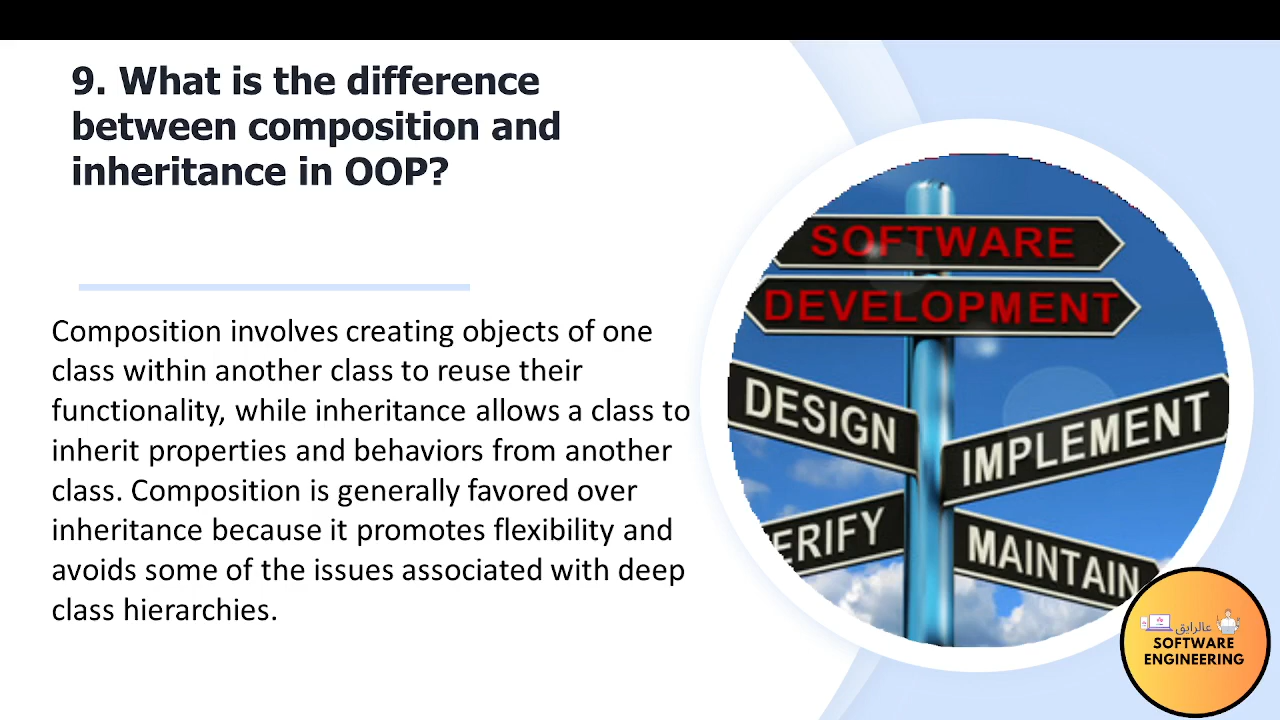 9. What is the difference
between composition and
inheritance in OOP?
Composition involves creating objects of one
class within another class to reuse their
functionality, while inheritance allows a class to
inherit properties and behaviors from another
class. Composition is generally favored over
inheritance because it promotes flexibility and
avoids some of the issues associated with deep
class hierarchies.
SOFTWARE
DEVELOPMENT
DESIGN
IMPLEMENT
ERIFY
MAINTAIN
عالرايق
SOFTWARE
ENGINEERING